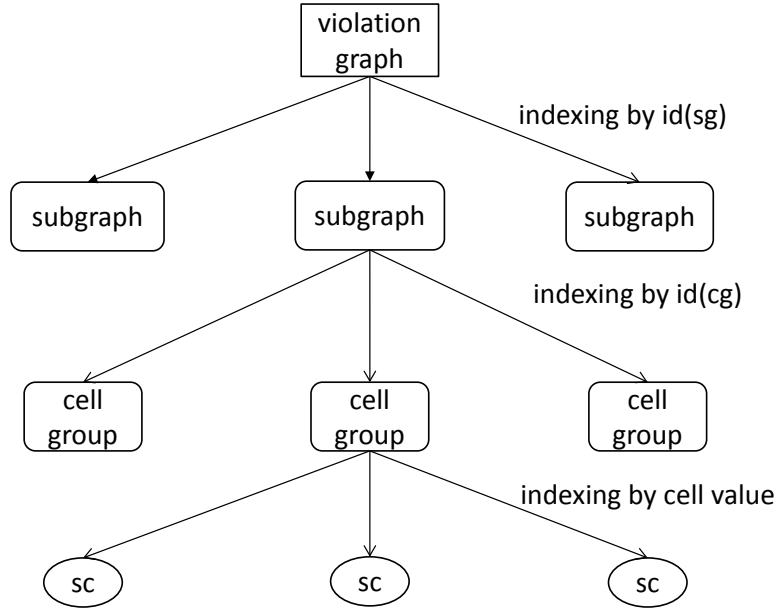 violation
graph
indexing by id(sg)
subgraph
subgraph
subgraph
indexing by id(cg)
cell
group
cell
group
cell
group
indexing by cell value
sc
sc
sc